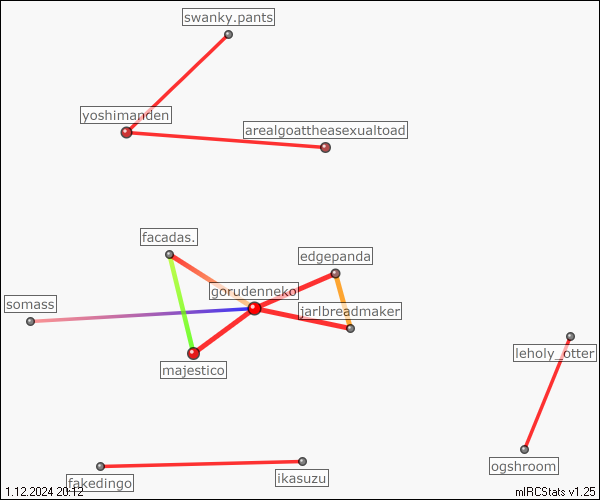 swanky.pants
yoshimanden
arealgoattheasexualtoad
facadas.
edgepanda
gorudenneko
somass
jarlbreadmaker
leholy_otter
majestico
ogshroom
ikasuzu
fakedingo
1.12.2024 20:12
mIRCStats v1.25